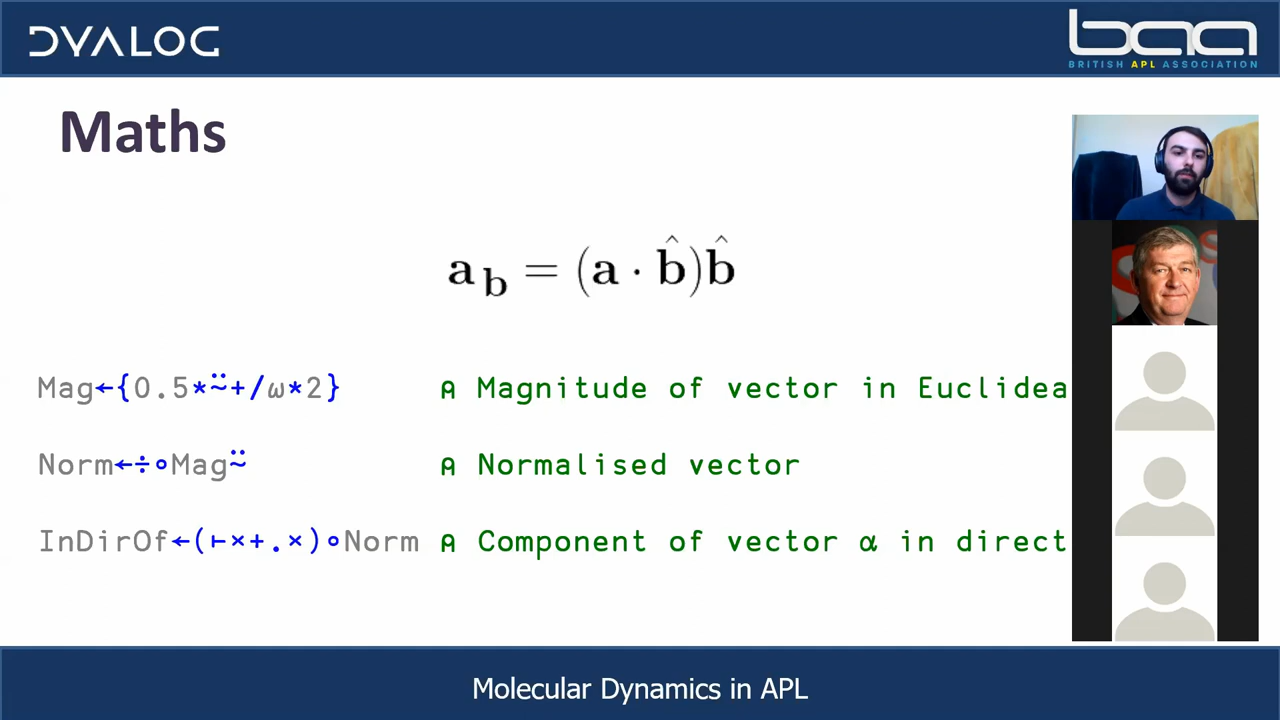 DYALOG
baa
BRITISH APL ASSOCIATION
Maths
a_b = (a · b̂)b̂
Mag←{0.5*⍨+/⍵*2} ⍝ Magnitude of vector in Euclidea
Norm←÷∘Mag⍨ ⍝ Normalised vector
InDirOf←(⊢×+.×)∘Norm ⍝ Component of vector ⍺ in direct
Molecular Dynamics in APL